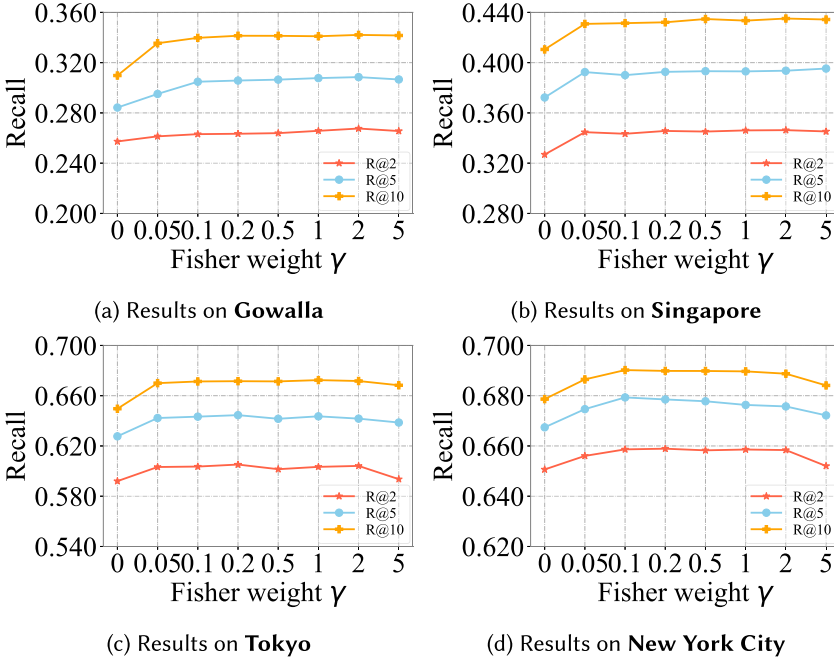 0.360
0.320
0.280
0.240
0.200
Recall
R@2
R@5
R@10
0 0.05 0.1 0.2 0.5 1 2 5
Fisher weight γ
(a) Results on Gowalla
0.440
0.400
0.360
0.320
0.280
Recall
R@2
R@5
R@10
0 0.05 0.1 0.2 0.5 1 2 5
Fisher weight γ
(b) Results on Singapore
0.700
0.660
0.620
0.580
0.540
Recall
R@2
R@5
R@10
0 0.05 0.1 0.2 0.5 1 2 5
Fisher weight γ
(c) Results on Tokyo
0.700
0.680
0.660
0.640
0.620
Recall
R@2
R@5
R@10
0 0.05 0.1 0.2 0.5 1 2 5
Fisher weight γ
(d) Results on New York City